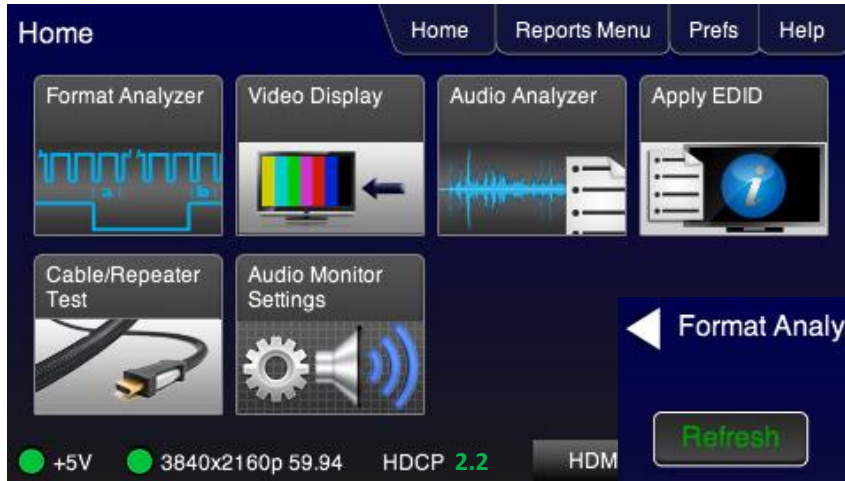 Home
Home
Reports Menu
Prefs
Help
Format Analyzer
Video Display
Audio Analyzer
Apply EDID
a
b
i
Cable/Repeater
Test
Audio Monitor
Settings
Format Analy
Refresh
+5V
3840x2160p 59.94
HDCP 2.2
HDM